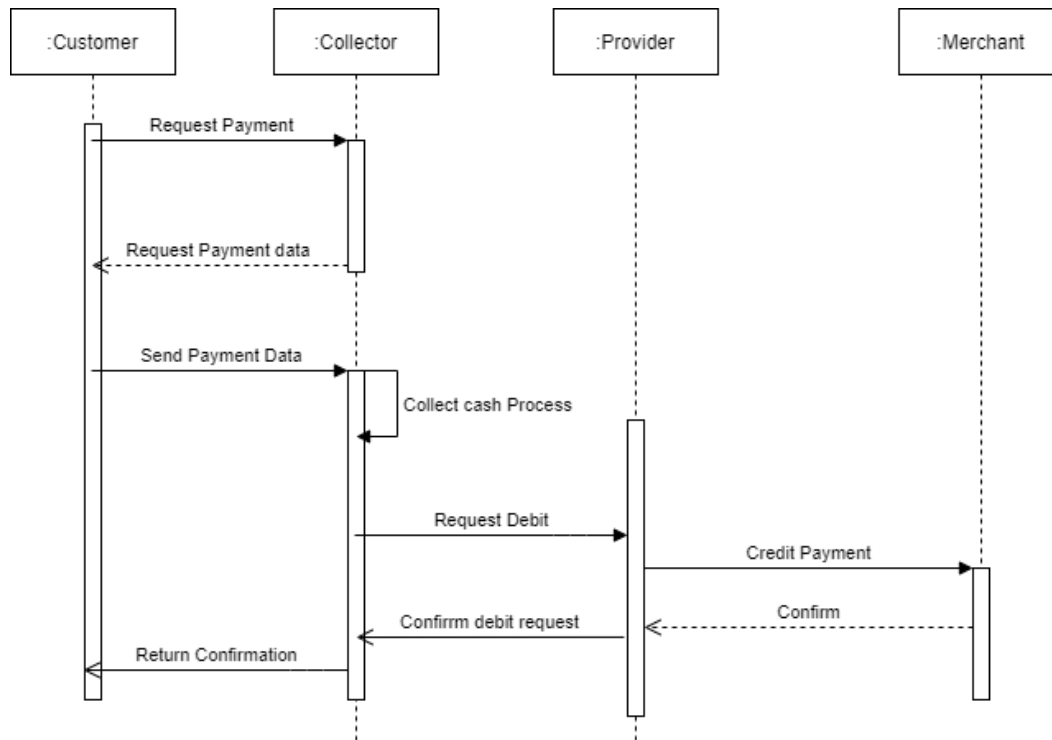 :Customer
:Collector
:Provider
:Merchant
Request Payment
Request Payment data
Send Payment Data
Collect cash Process
Request Debit
Credit Payment
Confirm
Confirrm debit request
Return Confirmation